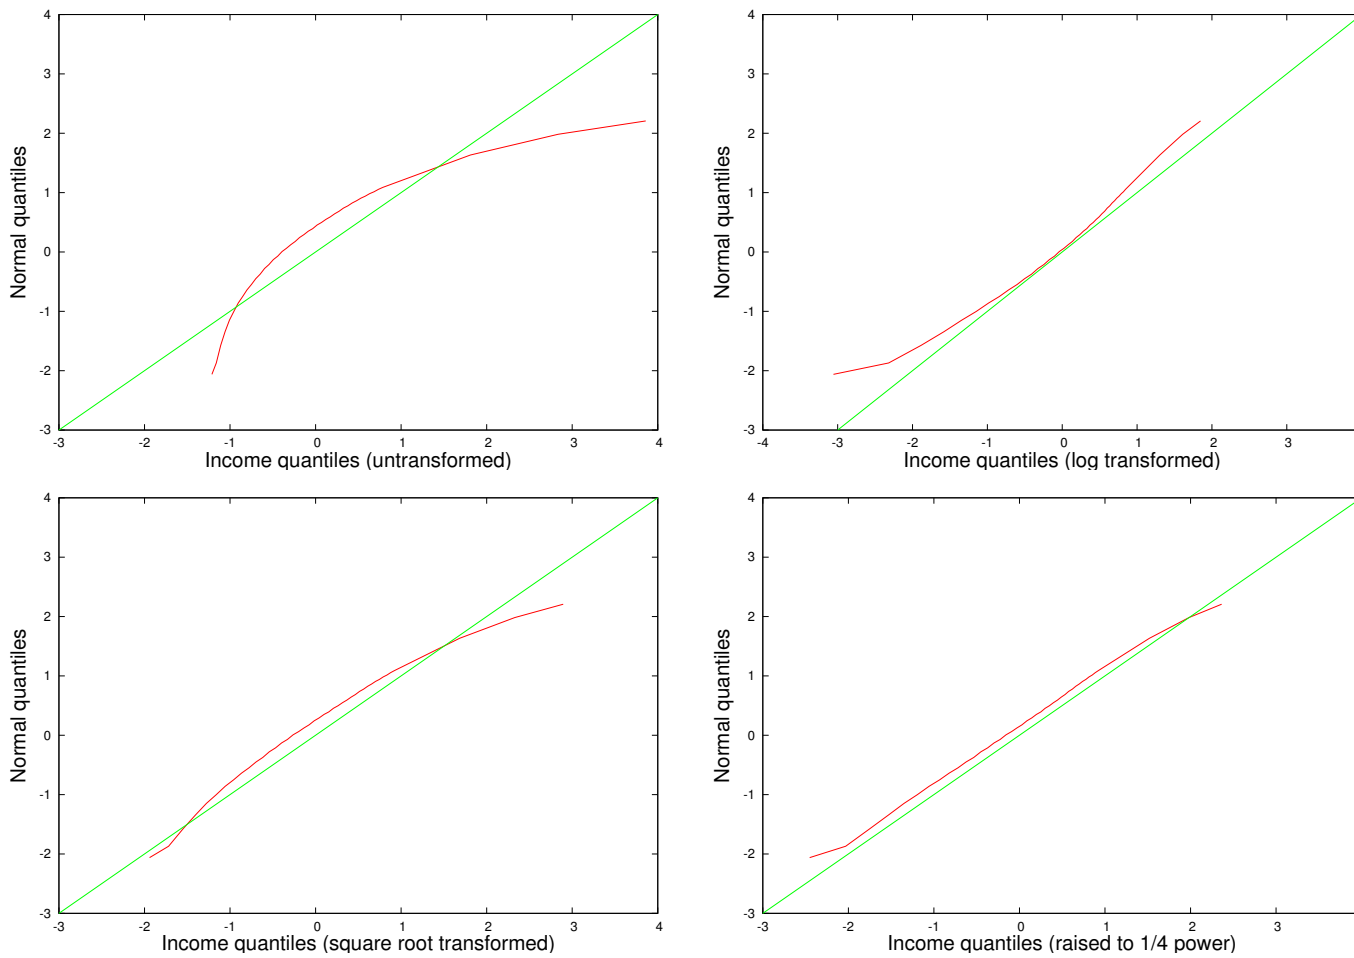 4
3
2
1
0
-1
-2
-3
-3 -2 -1 0 1 2 3 4
Normal quantiles
Income quantiles (untransformed)
4
3
2
1
0
-1
-2
-3
-4 -3 -2 -1 0 1 2 3
Normal quantiles
Income quantiles (log transformed)
4
3
2
1
0
-1
-2
-3
-3 -2 -1 0 1 2 3 4
Normal quantiles
Income quantiles (square root transformed)
4
3
2
1
0
-1
-2
-3
-3 -2 -1 0 1 2 3
Normal quantiles
Income quantiles (raised to 1/4 power)